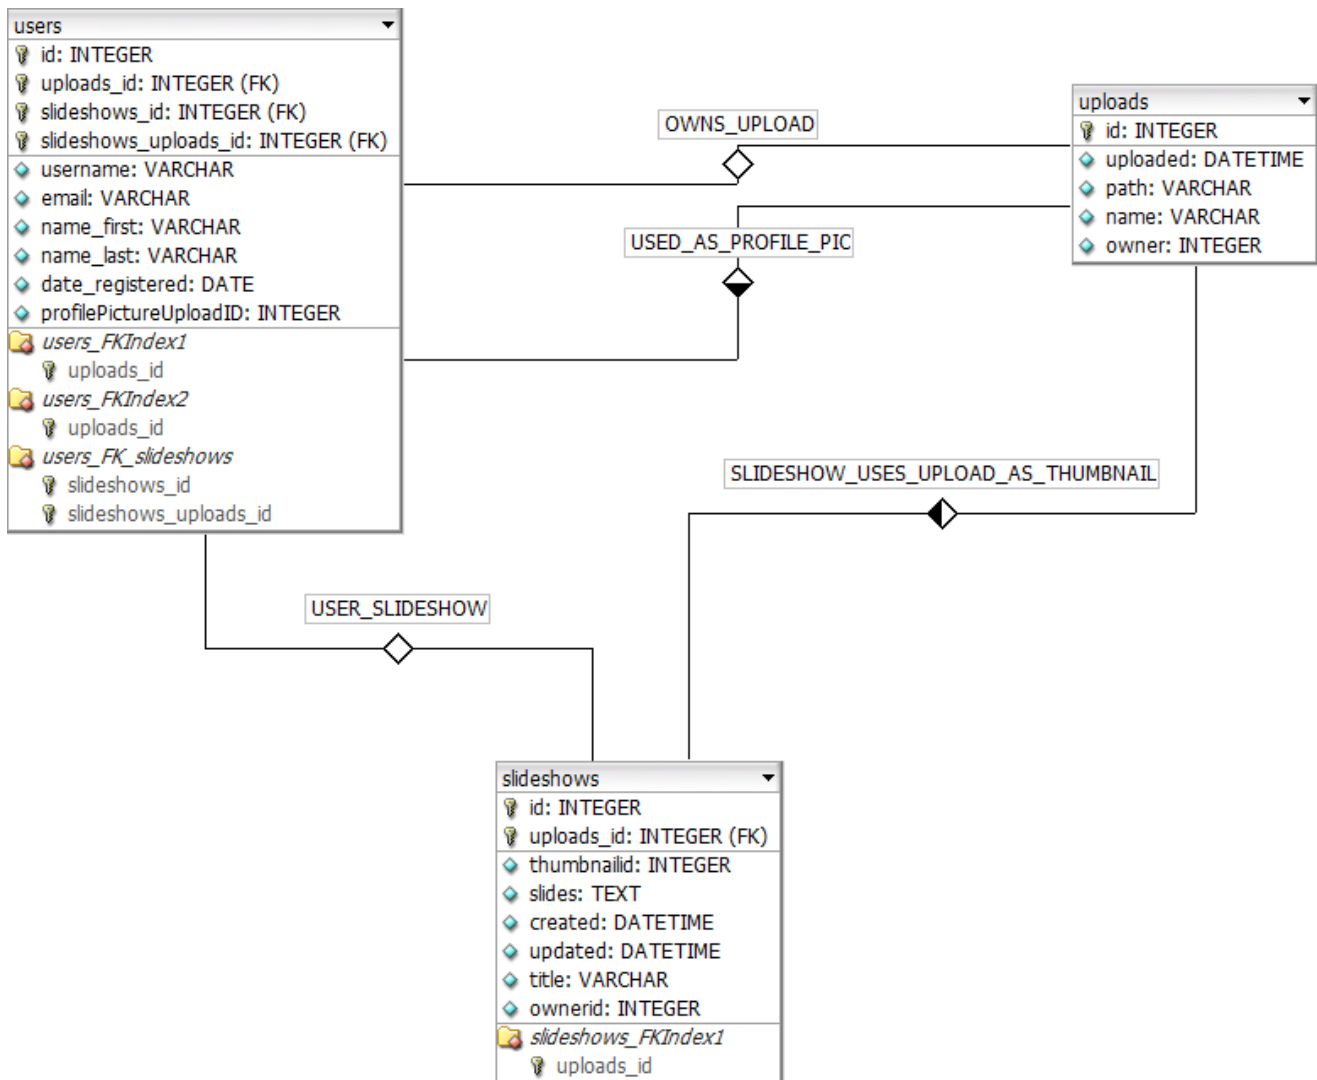 users
id: INTEGER
uploads_id: INTEGER (FK)
slideshows_id: INTEGER (FK)
slideshows_uploads_id: INTEGER (FK)
username: VARCHAR
email: VARCHAR
name_first: VARCHAR
name_last: VARCHAR
date_registered: DATE
profilePictureUploadID: INTEGER
users_FKIndex1
uploads_id
users_FKIndex2
uploads_id
users_FK_slideshows
slideshows_id
slideshows_uploads_id
OWNS_UPLOAD
USED_AS_PROFILE_PIC
uploads
id: INTEGER
uploaded: DATETIME
path: VARCHAR
name: VARCHAR
owner: INTEGER
SLIDESHOW_USES_UPLOAD_AS_THUMBNAIL
USER_SLIDESHOW
slideshows
id: INTEGER
uploads_id: INTEGER (FK)
thumbnailid: INTEGER
slides: TEXT
created: DATETIME
updated: DATETIME
title: VARCHAR
ownerid: INTEGER
slideshows_FKIndex1
uploads_id